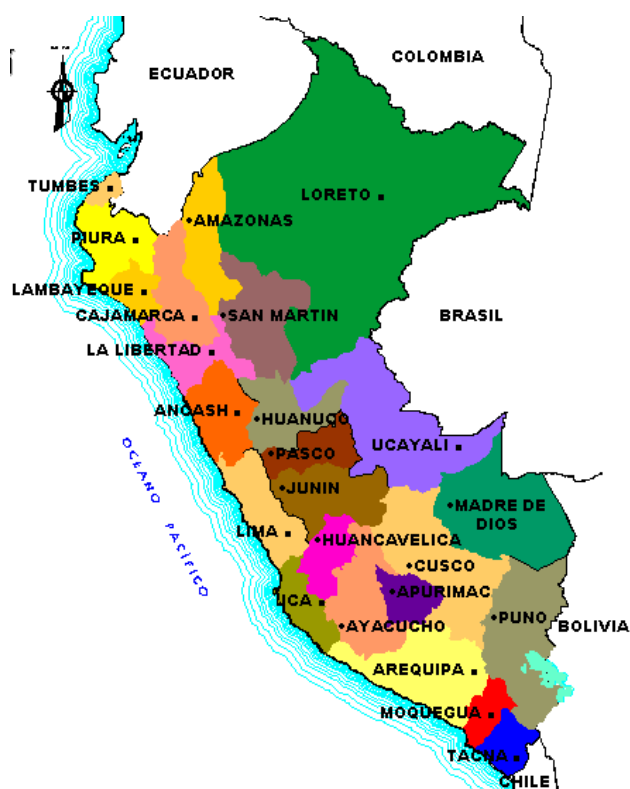 COLOMBIA
ECUADOR
TUMBES
LORETO
AMAZONAS
PIURA
LAMBAYEQUE
CAJAMARCA
SAN MARTIN
BRASIL
LA LIBERTAD
ANCASH
HUANUCO
UCAYALI
PASCO
JUNIN
MADRE DE
DIOS
LIMA
HUANCAVELICA
CUSCO
APURIMAC
ICA
PUNO
AYACUCHO
BOLIVIA
AREQUIPA
MOQUEGUA
TACNA
CHILE
OCEANO PACÍFICO